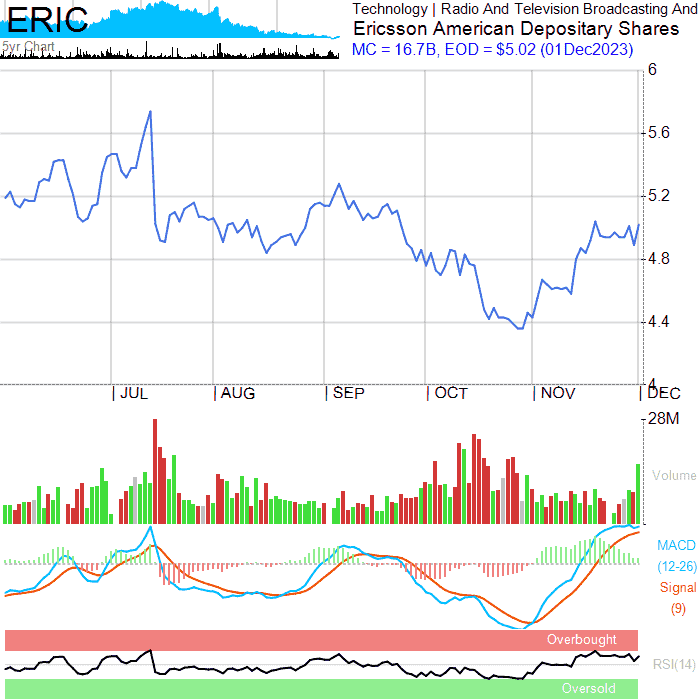 ERIC
5yr Chart
Technology | Radio And Television Broadcasting And
Ericsson American Depositary Shares
MC = 16.7B, EOD = $5.02 (01Dec2023)
6
5.6
5.2
4.8
4.4
4
JUL
AUG
SEP
OCT
NOV
DEC
28M
Volume
MACD
(12-26)
Signal
(9)
Overbought
RSI(14)
Oversold